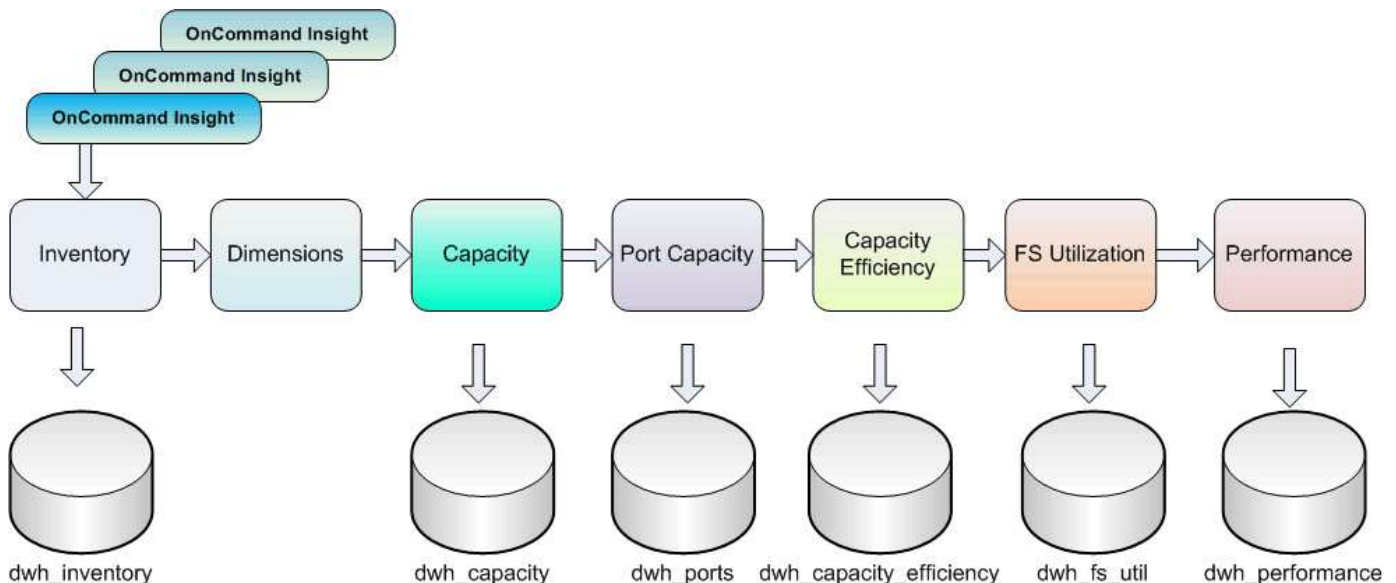 OnCommand Insight
OnCommand Insight
OnCommand Insight
Inventory
Dimensions
Capacity
Port Capacity
Capacity
Efficiency
FS Utilization
Performance
dwh_inventory
dwh_capacity
dwh_ports
dwh_capacity_efficiency
dwh_fs_util
dwh_performance